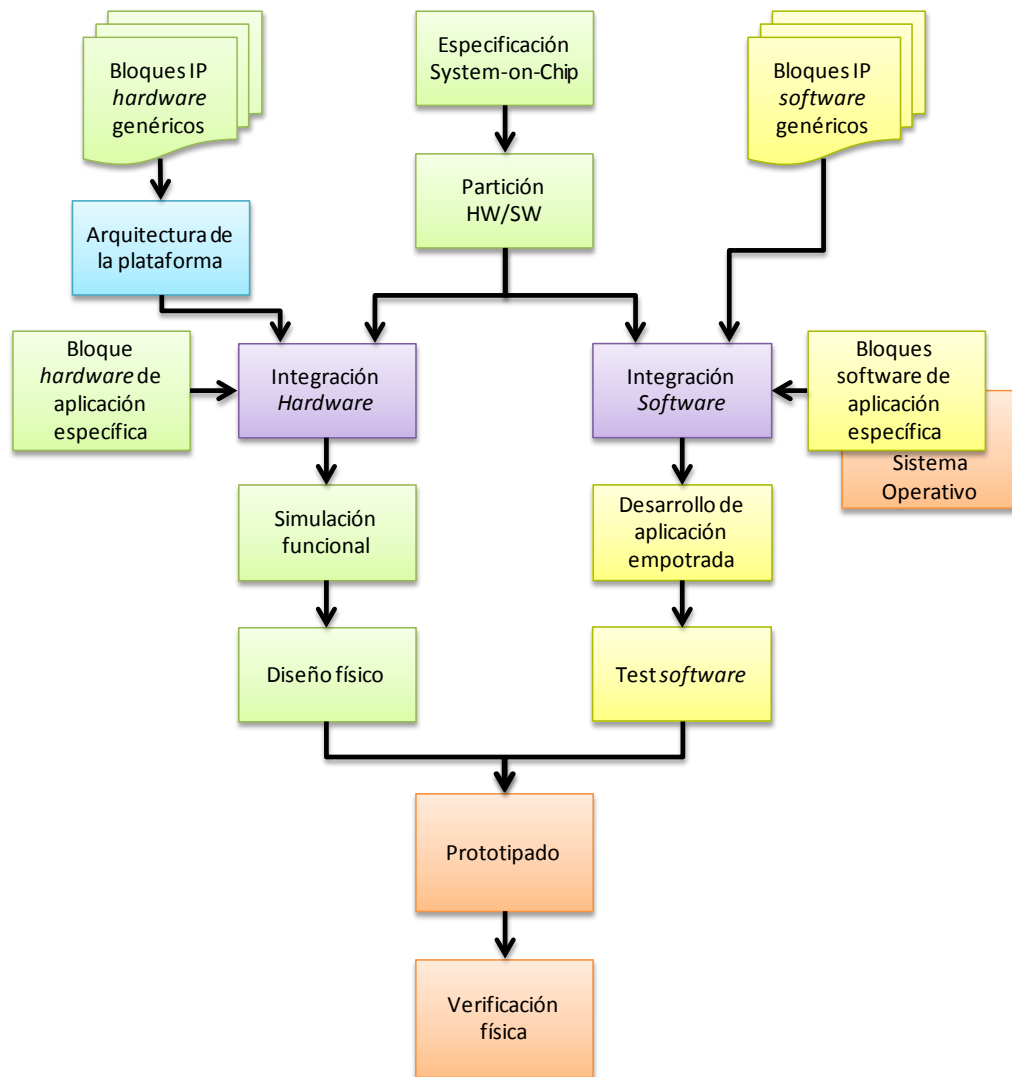 Bloques IP
hardware
genéricos
Especificación
System-on-Chip
Bloques IP
software
genéricos
Partición
HW/SW
Arquitectura de
la plataforma
Bloque
hardware de
aplicación
específica
Integración
Hardware
Integración
Software
Bloques
software de
aplicación
específica
Sistema
Operativo
Simulación
funcional
Desarrollo de
aplicación
empotrada
Diseño físico
Test software
Prototipado
Verificación
física